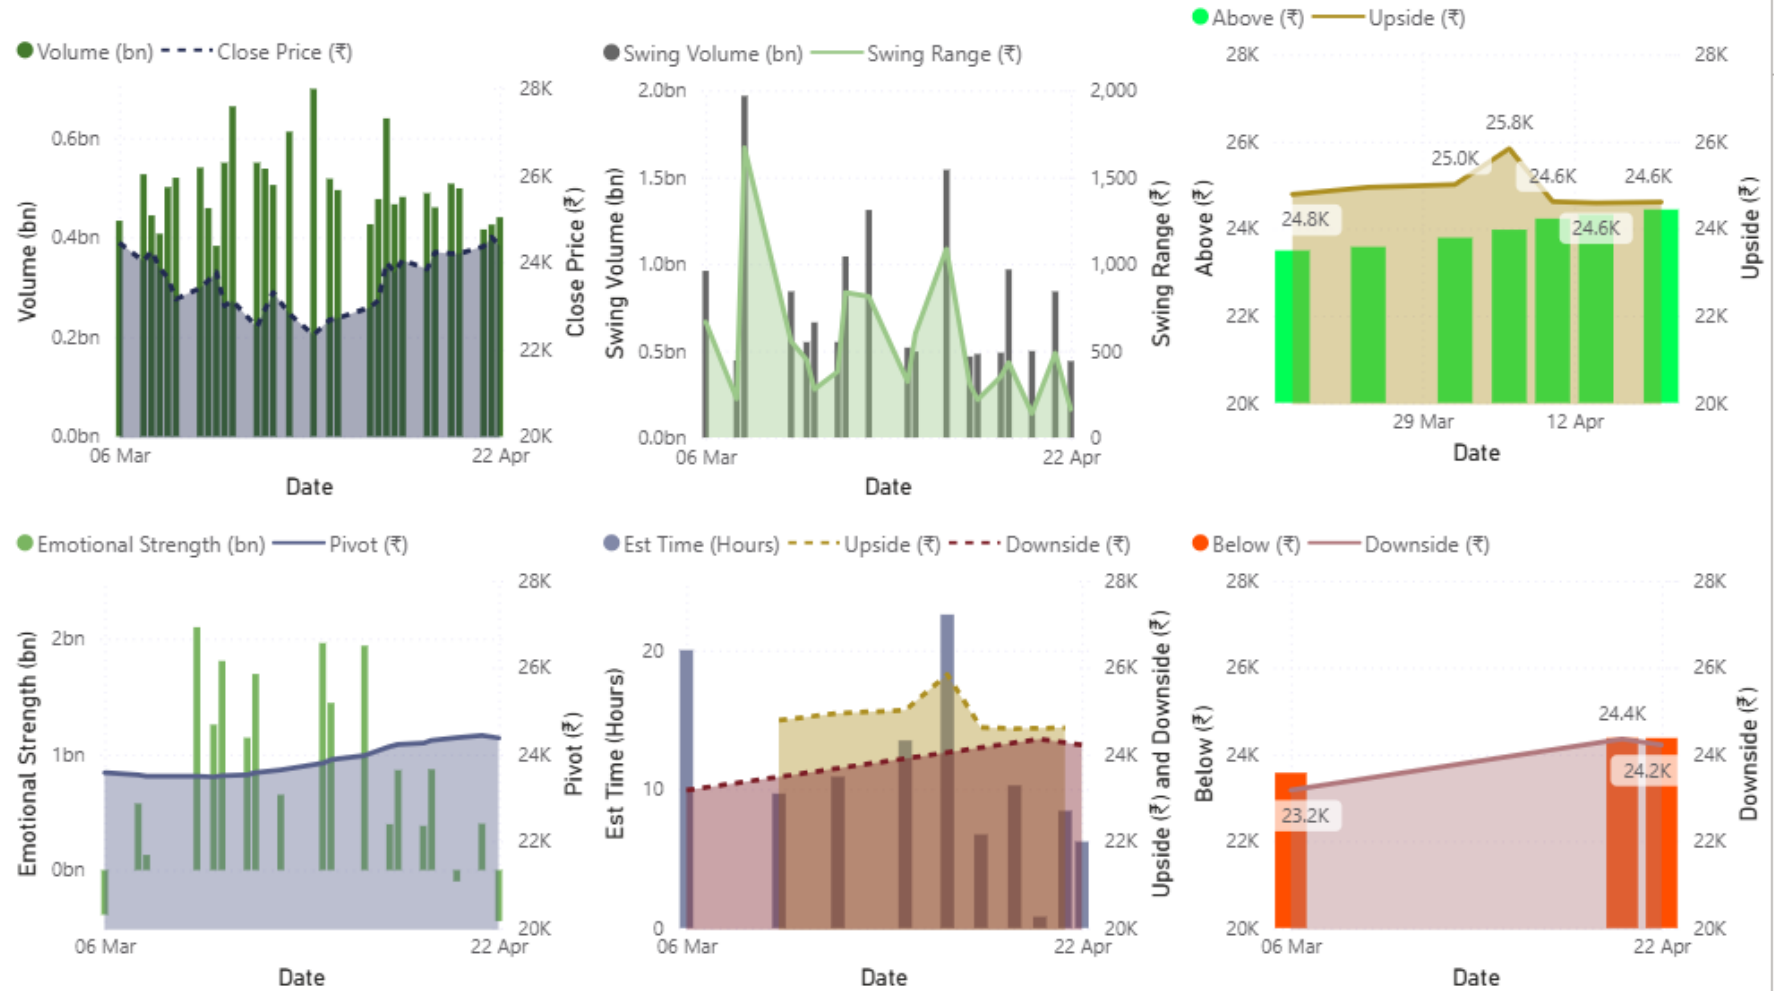 Volume (bn) Close Price (₹)
28K
0.6bn
26K
0.4bn
24K
0.2bn
22K
0.0bn
20K
Volume (bn)
Close Price (₹)
06 Mar 22 Apr
Date
Swing Volume (bn) Swing Range (₹)
2.0bn 2,000
1.5bn 1,500
1.0bn 1,000
0.5bn 500
0.0bn 0
Swing Volume (bn)
Swing Range (₹)
06 Mar 22 Apr
Date
Above (₹) Upside (₹)
28K 28K
26K 26K
24K 24K
22K 22K
20K 20K
25.8K
25.0K
24.6K
24.6K
24.8K
24.6K
Above (₹)
Upside (₹)
29 Mar 12 Apr
Date
Emotional Strength (bn) Pivot (₹)
28K
2bn
26K
1bn
24K
22K
0bn
20K
Emotional Strength (bn)
Pivot (₹)
06 Mar 22 Apr
Date
Est Time (Hours) Upside (₹) Downside (₹)
28K
20
26K
24K
10
22K
0 20K
Est Time (Hours)
Upside (₹) and Downside (₹)
06 Mar 22 Apr
Date
Below (₹) Downside (₹)
28K 28K
26K 26K
24K 24K
22K 22K
20K 20K
24.4K
24.2K
23.2K
Below (₹)
Downside (₹)
06 Mar 22 Apr
Date